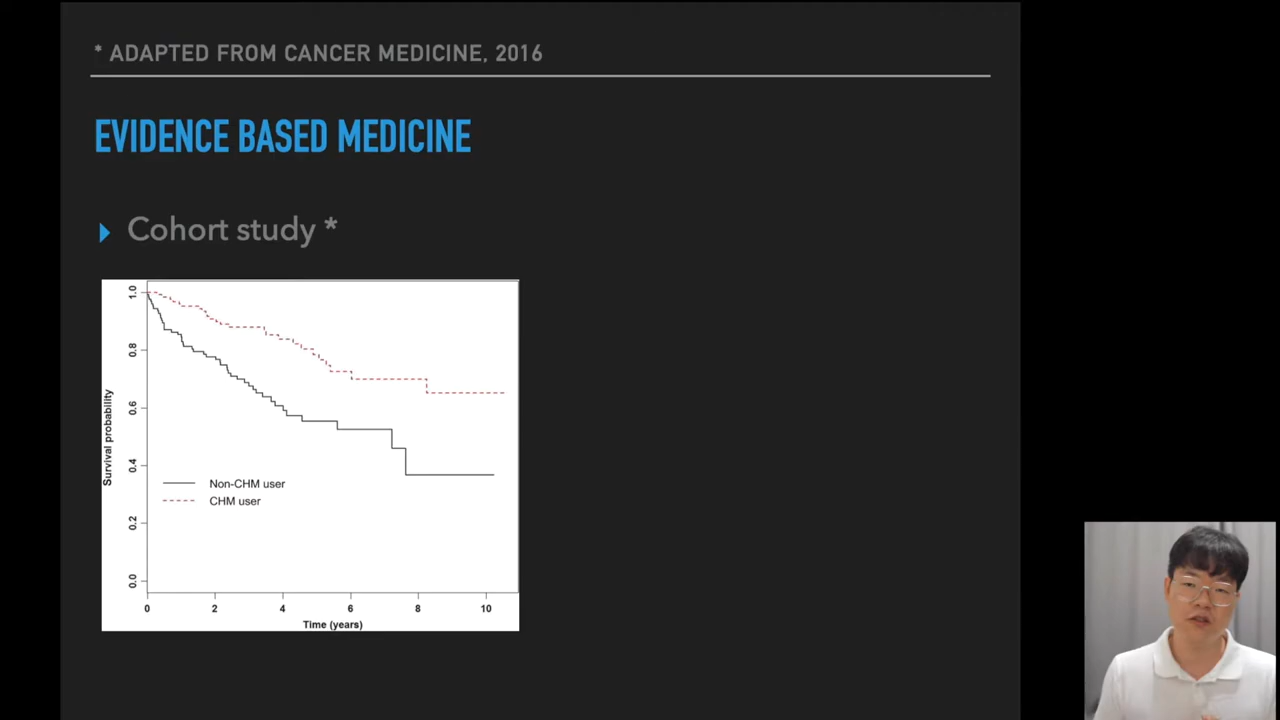 * ADAPTED FROM CANCER MEDICINE, 2016
EVIDENCE BASED MEDICINE
Cohort study *
Survival probability
1.0
0.8
0.6
0.4
0.2
0.0
Non-CHM user
CHM user
0 2 4 6 8 10
Time (years)